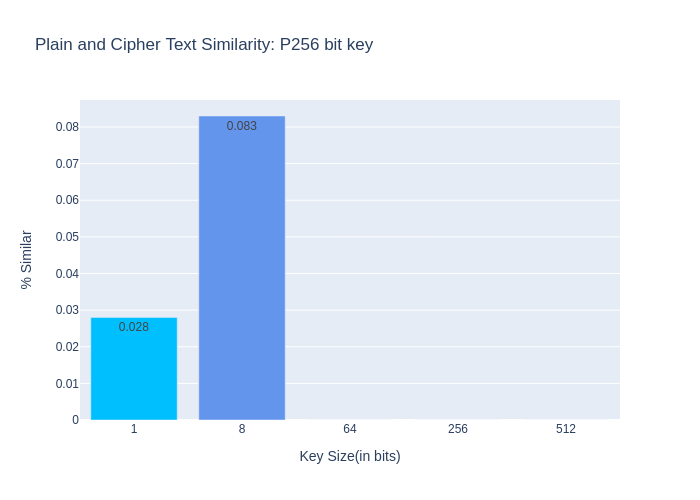 Plain and Cipher Text Similarity: P256 bit key
% Similar
0.08
0.07
0.06
0.05
0.04
0.03
0.02
0.01
0
0.083
0.028
1 8 64 256 512
Key Size(in bits)